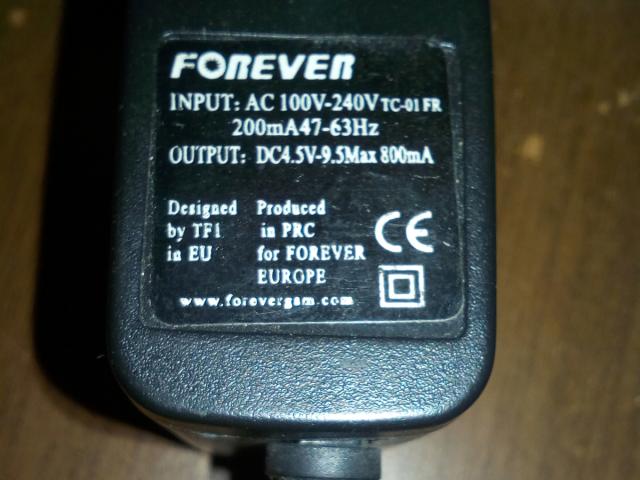 FOREVER
INPUT: AC 100V-240V TC-01 FR
200mA47-63Hz
OUTPUT: DC4.5V-9.5Max 800mA
Designed
by TF1
in EU
Produced
in PRC
for FOREVER
EUROPE
CE
www.forevergsm.com